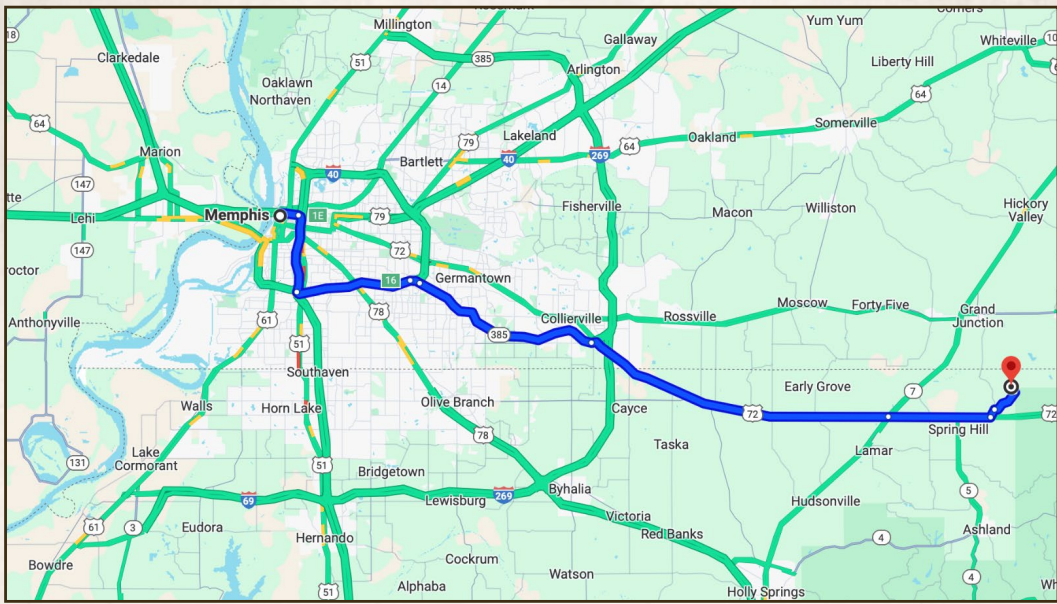 Millington
Yum Yum
Whiteville
18
Clarkedale
51
385
Gallaway
Liberty Hill
Arlington
14
Oaklawn
Northaven
64
64
79
Lakeland
Oakland
Somerville
Marion
Bartlett
40
40
269
64
147
tte
Fisherville
Hickory
Valley
Lehi
Memphis
1E
79
Macon
Williston
147
72
roctor
16
Germantown
Moscow
Forty Five
Grand
Junction
Anthonyville
61
78
Collierville
Rossville
51
385
Southaven
Early Grove
7
Walls
Horn Lake
Olive Branch
Cayce
72
72
Spring Hill
Lake
Cormorant
78
Taska
Lamar
131
51
Bridgetown
Byhalia
Hudsonville
5
69
Lewisburg
269
61
3
Eudora
Victoria
Ashland
Hernando
Red Banks
4
Bowdre
Cockrum
Watson
4
51
Alphaba
Holly Springs
Wh